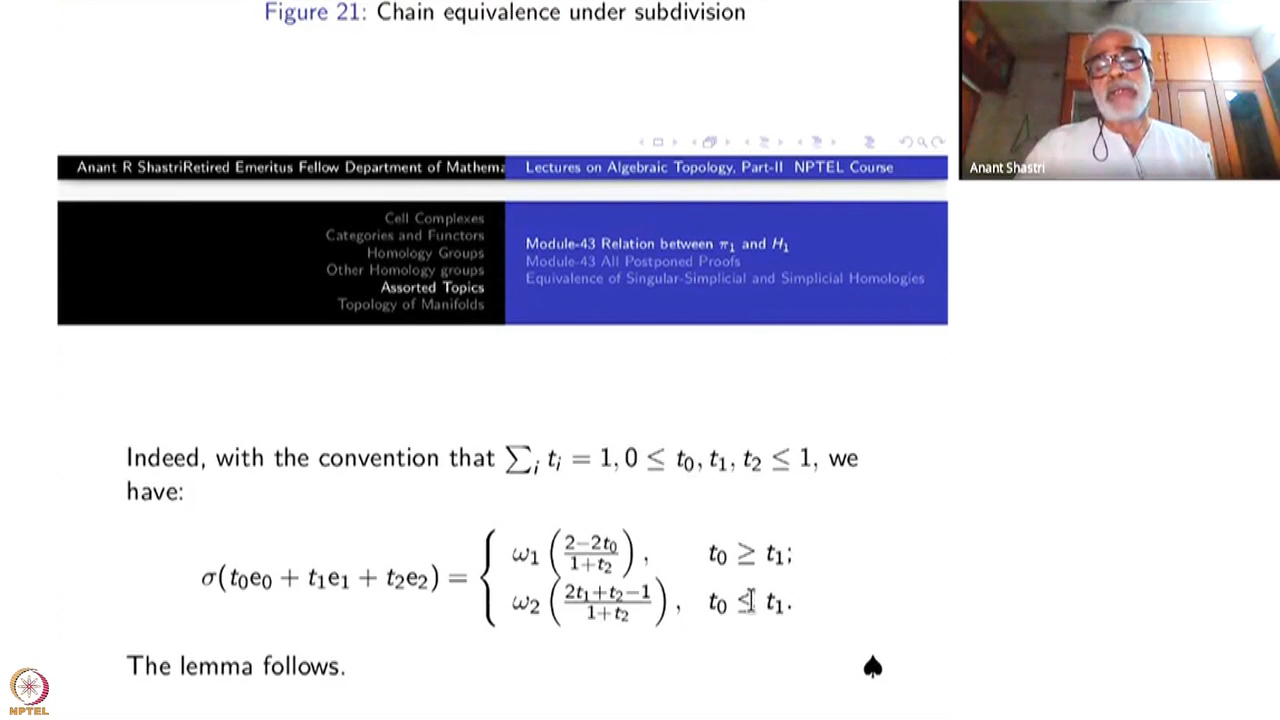 Figure 21: Chain equivalence under subdivision
Anant R ShastriRetired Emeritus Fellow Department of Mathema
Lectures on Algebraic Topology, Part-II NPTEL Course
Anant Shastri
Cell Complexes
Categories and Functors
Homology Groups
Other Homology groups
Assorted Topics
Topology of Manifolds
Module-43 Relation between π₁ and H₁
Module-43 All Postponed Proofs
Equivalence of Singular-Simplicial and Simplicial Homologies
Indeed, with the convention that ∑ᵢ tᵢ = 1, 0 ≤ t₀, t₁, t₂ ≤ 1, we
have:
σ(t₀e₀ + t₁e₁ + t₂e₂) = { ω₁ ((2−2t₀)/(1+t₂)), t₀ ≥ t₁;
ω₂ ((2t₁+t₂−1)/(1+t₂)), t₀ ≤ t₁.
The lemma follows. ♠
NPTEL